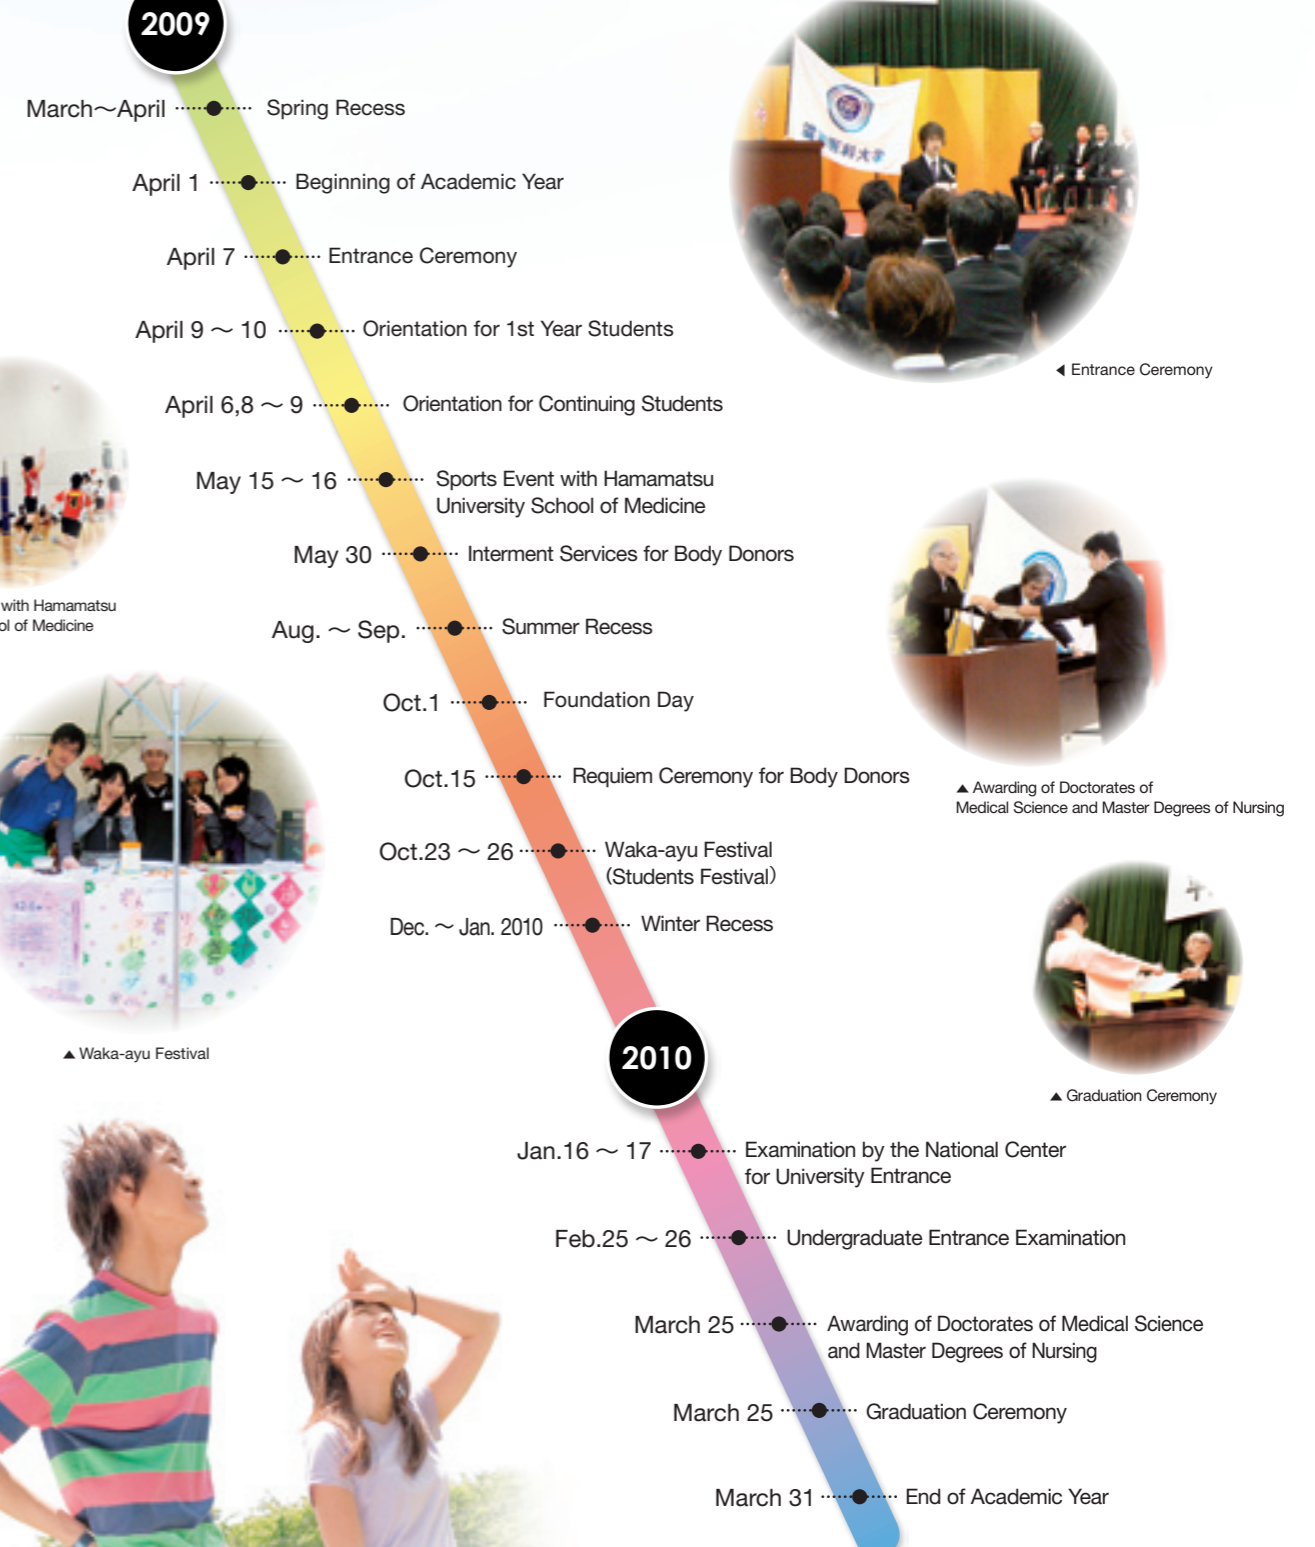 2009
March～April Spring Recess
April 1 Beginning of Academic Year
April 7 Entrance Ceremony
April 9 ～ 10 Orientation for 1st Year Students
◀ Entrance Ceremony
April 6,8 ～ 9 Orientation for Continuing Students
May 15 ～ 16 Sports Event with Hamamatsu
University School of Medicine
May 30 Interment Services for Body Donors
with Hamamatsu
ol of Medicine
Aug. ～ Sep. Summer Recess
Oct.1 Foundation Day
Oct.15 Requiem Ceremony for Body Donors
▲ Awarding of Doctorates of
Medical Science and Master Degrees of Nursing
Oct.23 ～ 26 Waka-ayu Festival
(Students Festival)
Dec. ～ Jan. 2010 Winter Recess
▲ Waka-ayu Festival
2010
▲ Graduation Ceremony
Jan.16 ～ 17 Examination by the National Center
for University Entrance
Feb.25 ～ 26 Undergraduate Entrance Examination
March 25 Awarding of Doctorates of Medical Science
and Master Degrees of Nursing
March 25 Graduation Ceremony
March 31 End of Academic Year